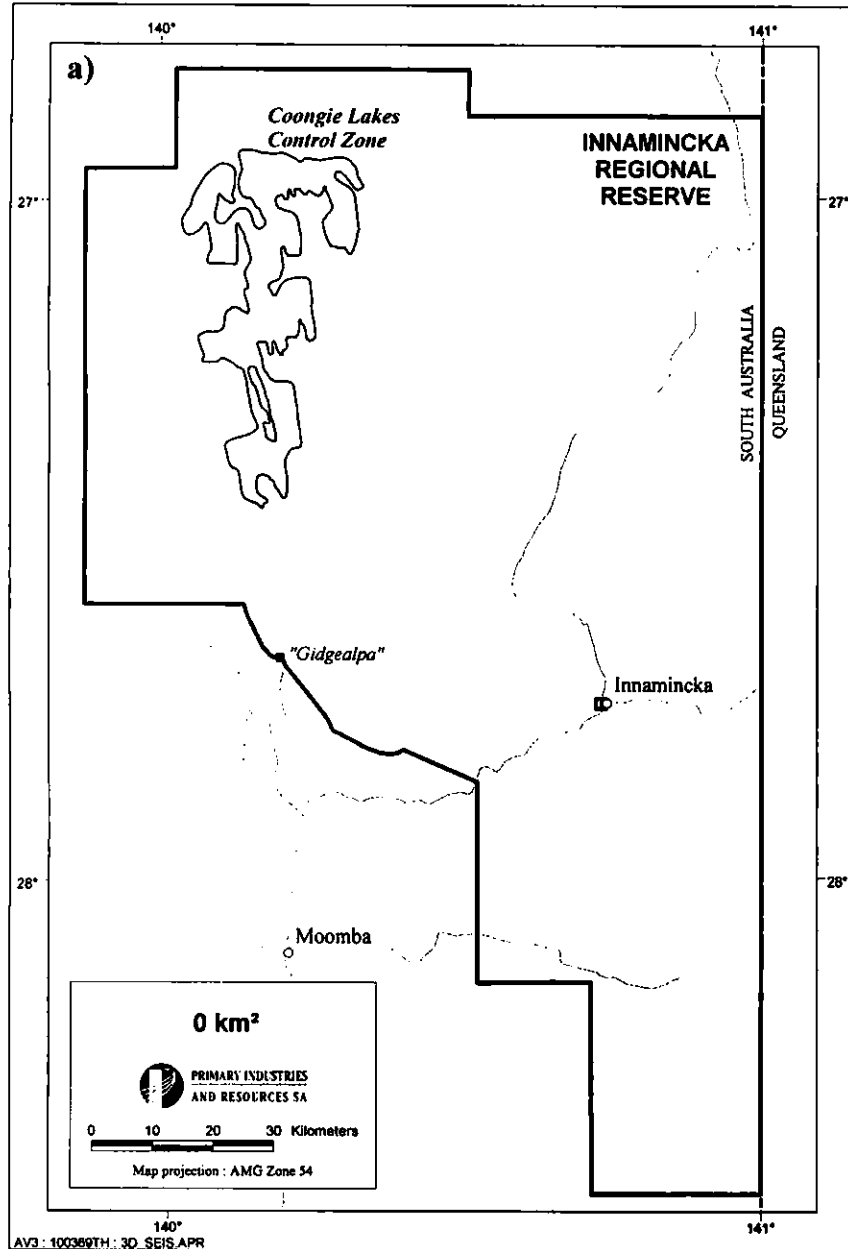 140°
141°
a)
Coongie Lakes
Control Zone
INNAMINCKA
REGIONAL
RESERVE
27°
27°
SOUTH AUSTRALIA
QUEENSLAND
"Gidgealpa"
Innamincka
28°
28°
Moomba
0 km²
PRIMARY INDUSTRIES
AND RESOURCES SA
0 10 20 30 Kilometers
Map projection : AMG Zone 54
140°
141°
AV3 : 100369TH : 3D_SEIS.APR